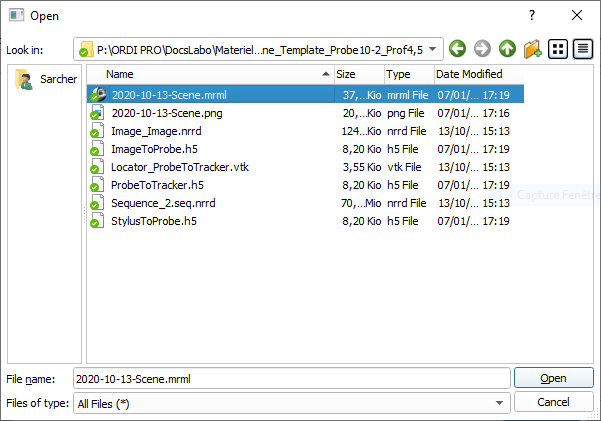 Open
Look in: P:\ORDI PRO\DocsLabo\Materiel...ne_Template_Probe10-2_Prof4,5
Sarcher
Name Size Type Date Modified
2020-10-13-Scene.mrml 37,...Kio mrml File 07/01/... 17:19
2020-10-13-Scene.png 20,...Kio png File 07/01/... 17:16
Image_Image.nrrd 124...Kio nrrd File 13/10/... 15:13
ImageToProbe.h5 8,20 Kio h5 File 07/01/... 17:19
Locator_ProbeToTracker.vtk 3,55 Kio vtk File 13/10/... 15:13
ProbeToTracker.h5 8,20 Kio h5 File 07/01/... 17:19
Sequence_2.seq.nrrd 70,...Mio nrrd File 13/10/... 15:13
StylusToProbe.h5 8,20 Kio h5 File 07/01/... 17:19
Capture Fenêtre
File name: 2020-10-13-Scene.mrml Open
Files of type: All Files (*) Cancel